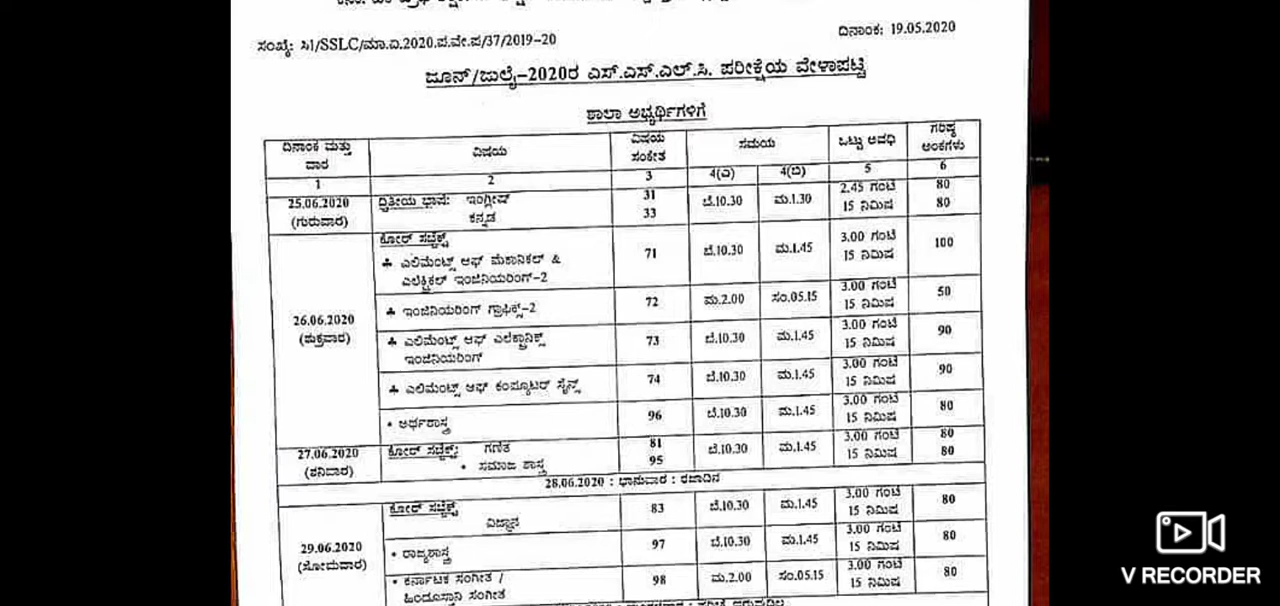 ಸಂಖ್ಯೆ: ಸಿ1/SSLC/ಮಾ.ಏ.2020.ಪ.ವೇ.ಪ/37/2019-20
ದಿನಾಂಕ: 19.05.2020
ಜೂನ್/ಜುಲೈ-2020ರ ಎಸ್.ಎಸ್.ಎಲ್.ಸಿ. ಪರೀಕ್ಷೆಯ ವೇಳಾಪಟ್ಟಿ
ಶಾಲಾ ಅಭ್ಯರ್ಥಿಗಳಿಗೆ
ದಿನಾಂಕ ಮತ್ತು ವಾರ ವಿಷಯ ವಿಷಯ ಸಂಕೇತ ಸಮಯ ಒಟ್ಟು ಅವಧಿ ಗರಿಷ್ಠ ಅಂಕಗಳು
1 2 3 4(ಎ) 4(ಬಿ) 5 6
25.06.2020 ದ್ವಿತೀಯ ಭಾಷೆ: ಇಂಗ್ಲೀಷ್ 31 ಬೆ.10.30 ಮ.1.30 2.45 ಗಂಟೆ 80
(ಗುರುವಾರ) ಕನ್ನಡ 33 15 ನಿಮಿಷ 80
26.06.2020
(ಶುಕ್ರವಾರ)
ಕೋರ್ ಸಬ್ಜೆಕ್ಟ್
♣ ಎಲಿಮೆಂಟ್ಸ್ ಆಫ್ ಮೆಕಾನಿಕಲ್ & 71 ಬೆ.10.30 ಮ.1.45 3.00 ಗಂಟೆ 100
ಎಲೆಕ್ಟ್ರಿಕಲ್ ಇಂಜಿನಿಯರಿಂಗ್-2 15 ನಿಮಿಷ
♣ ಇಂಜಿನಿಯರಿಂಗ್ ಗ್ರಾಫಿಕ್ಸ್-2 72 ಮ.2.00 ಸಂ.05.15 3.00 ಗಂಟೆ 50
15 ನಿಮಿಷ
♣ ಎಲಿಮೆಂಟ್ಸ್ ಆಫ್ ಎಲೆಕ್ಟ್ರಾನಿಕ್ಸ್ 73 ಬೆ.10.30 ಮ.1.45 3.00 ಗಂಟೆ 90
ಇಂಜಿನಿಯರಿಂಗ್ 15 ನಿಮಿಷ
♣ ಎಲಿಮೆಂಟ್ಸ್ ಆಫ್ ಕಂಪ್ಯೂಟರ್ ಸೈನ್ಸ್ 74 ಬೆ.10.30 ಮ.1.45 3.00 ಗಂಟೆ 90
15 ನಿಮಿಷ
• ಅರ್ಥಶಾಸ್ತ್ರ 96 ಬೆ.10.30 ಮ.1.45 3.00 ಗಂಟೆ 80
15 ನಿಮಿಷ
27.06.2020 ಕೋರ್ ಸಬ್ಜೆಕ್ಟ್: ಗಣಿತ 81 ಬೆ.10.30 ಮ.1.45 3.00 ಗಂಟೆ 80
(ಶನಿವಾರ) • ಸಮಾಜ ಶಾಸ್ತ್ರ 95 15 ನಿಮಿಷ 80
28.06.2020 : ಭಾನುವಾರ : ರಜಾದಿನ
29.06.2020
(ಸೋಮವಾರ)
ಕೋರ್ ಸಬ್ಜೆಕ್ಟ್ 83 ಬೆ.10.30 ಮ.1.45 3.00 ಗಂಟೆ 80
ವಿಜ್ಞಾನ 15 ನಿಮಿಷ
• ರಾಜ್ಯಶಾಸ್ತ್ರ 97 ಬೆ.10.30 ಮ.1.45 3.00 ಗಂಟೆ 80
15 ನಿಮಿಷ
• ಕರ್ನಾಟಕ ಸಂಗೀತ / 98 ಮ.2.00 ಸಂ.05.15 3.00 ಗಂಟೆ 80
ಹಿಂದೂಸ್ತಾನಿ ಸಂಗೀತ 15 ನಿಮಿಷ
V RECORDER